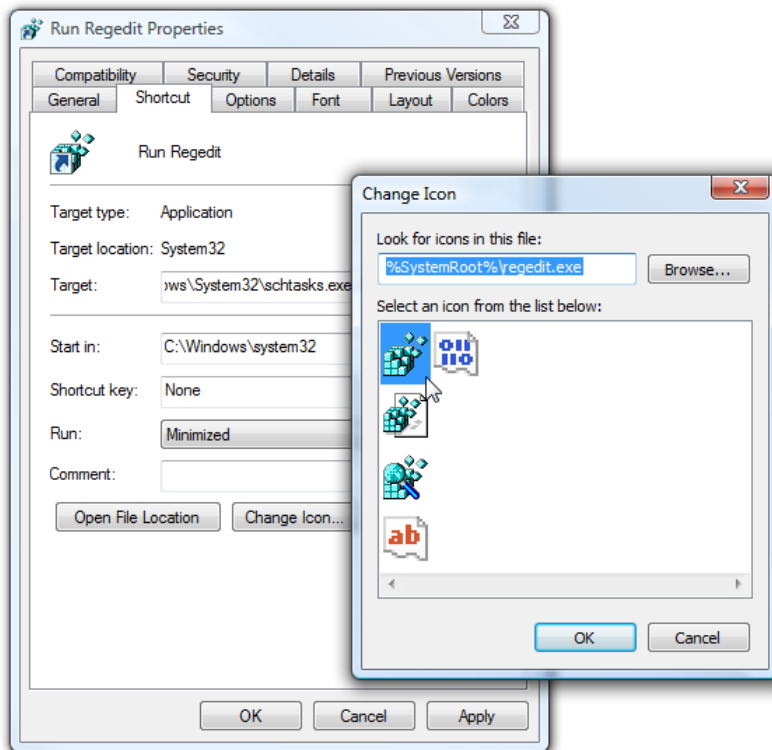 Run Regedit Properties
Compatibility Security Details Previous Versions
General Shortcut Options Font Layout Colors
Run Regedit
Target type: Application
Target location: System32
Target: ows\System32\schtasks.exe
Start in: C:\Windows\system32
Shortcut key: None
Run: Minimized
Comment:
Open File Location Change Icon...
OK Cancel Apply
Change Icon
Look for icons in this file:
%SystemRoot%\regedit.exe Browse...
Select an icon from the list below:
ab
OK Cancel